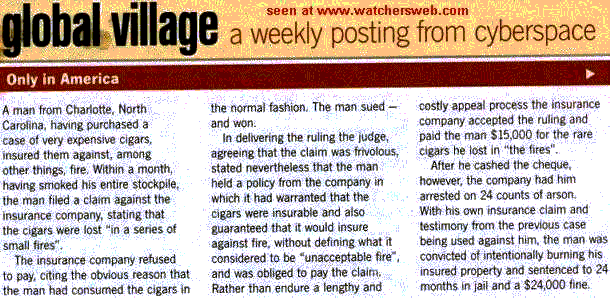 seen at www.watchersweb.com
global village a weekly posting from cyberspace
Only in America
A man from Charlotte, North
Carolina, having purchased a
case of very expensive cigars,
insured them against, among
other things, fire. Within a month,
having smoked his entire stockpile,
the man filed a claim against the
insurance company, stating that
the cigars were lost "in a series of
small fires".
The insurance company refused
to pay, citing the obvious reason that
the man had consumed the cigars in
the normal fashion. The man sued —
and won.
In delivering the ruling the judge,
agreeing that the claim was frivolous,
stated nevertheless that the man
held a policy from the company in
which it had warranted that the
cigars were insurable and also
guaranteed that it would insure
against fire, without defining what it
considered to be "unacceptable fire",
and was obliged to pay the claim.
Rather than endure a lengthy and
costly appeal process the insurance
company accepted the ruling and
paid the man $15,000 for the rare
cigars he lost in "the fires".
After he cashed the cheque,
however, the company had him
arrested on 24 counts of arson.
With his own insurance claim and
testimony from the previous case
being used against him, the man was
convicted of intentionally burning his
insured property and sentenced to 24
months in jail and a $24,000 fine.